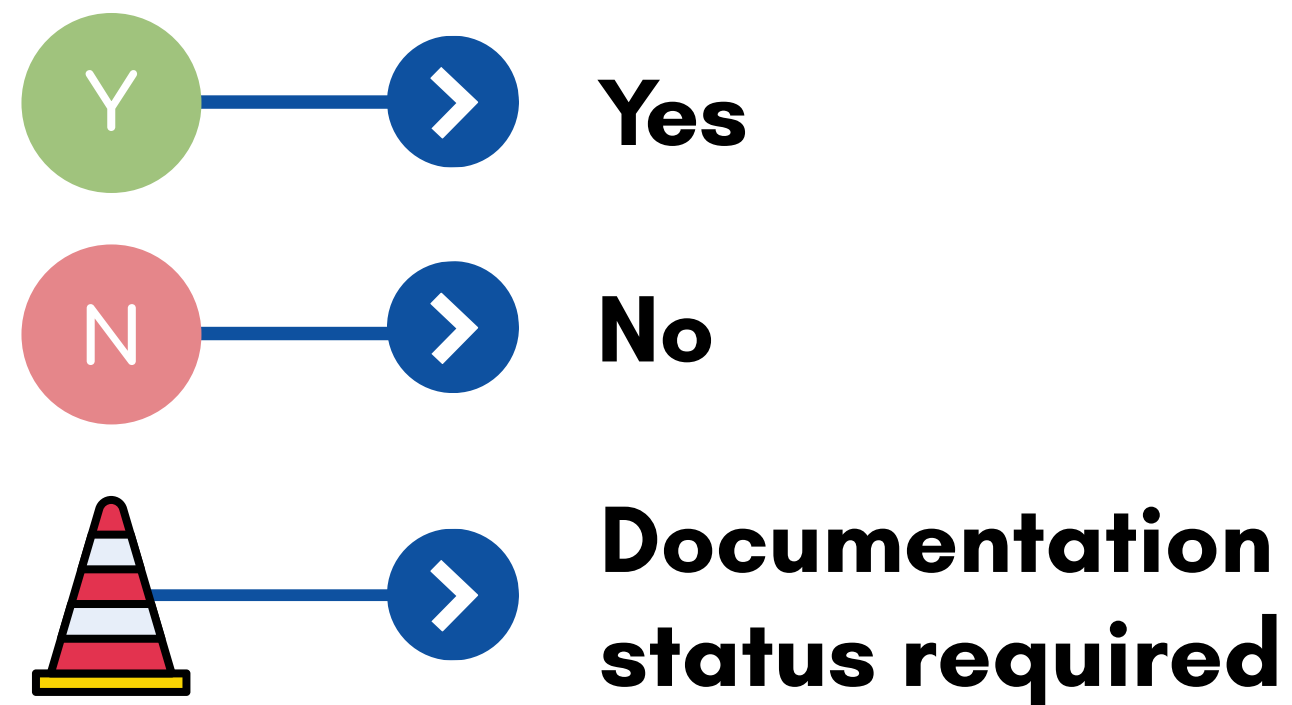 Y Yes
N No
Documentation
status required